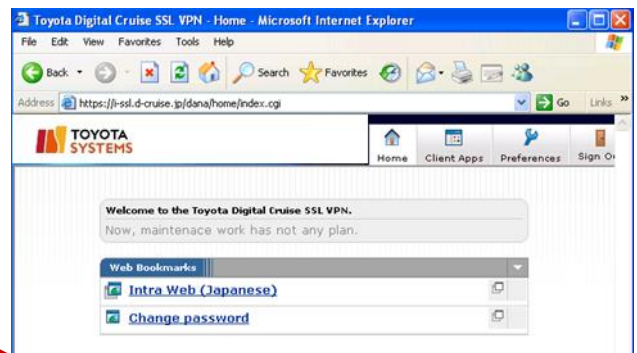 Toyota Digital Cruise SSL VPN - Home - Microsoft Internet Explorer
File Edit View Favorites Tools Help
Back Search Favorites
Address https://i-ssl.d-cruise.jp/dana/home/index.cgi Go Links »
TOYOTA
SYSTEMS
Home Client Apps Preferences Sign O
Welcome to the Toyota Digital Cruise SSL VPN.
Now, maintenace work has not any plan.
Web Bookmarks
Intra Web (Japanese)
Change password